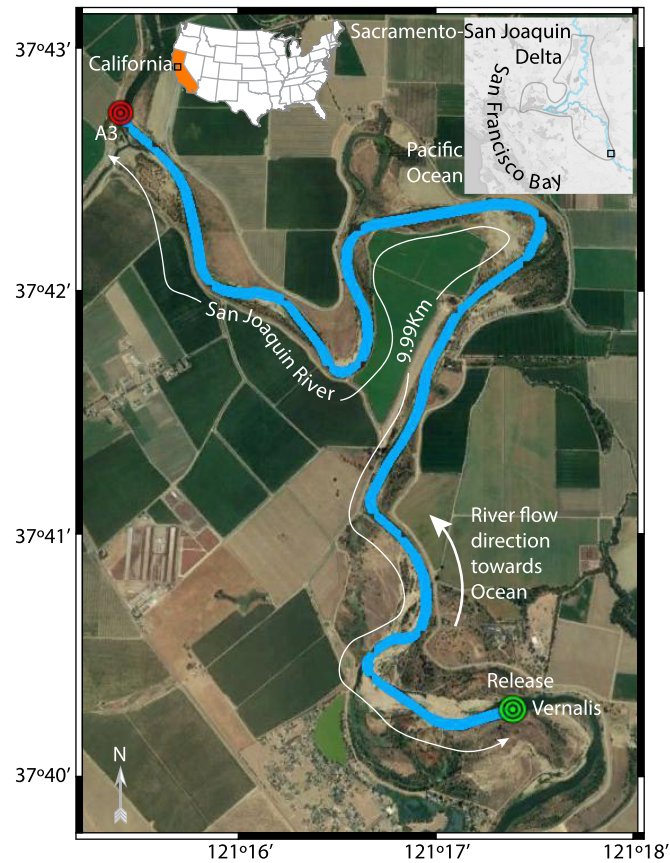 37°43'
37°42'
37°41'
37°40'
121°16'
121°17'
121°18'
California
Sacramento-San Joaquin
Delta
San Francisco Bay
Pacific
Ocean
A3
San Joaquin River
9.99Km
River flow
direction
towards
Ocean
Release
Vernalis
N